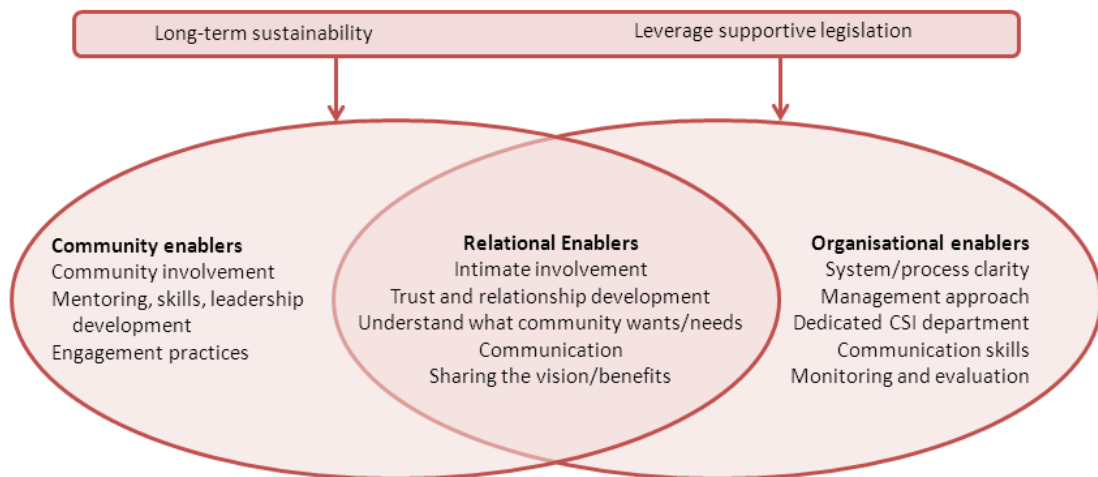 Long-term sustainability
Leverage supportive legislation
Community enablers
Community involvement
Mentoring, skills, leadership
development
Engagement practices
Relational Enablers
Intimate involvement
Trust and relationship development
Understand what community wants/needs
Communication
Sharing the vision/benefits
Organisational enablers
System/process clarity
Management approach
Dedicated CSI department
Communication skills
Monitoring and evaluation